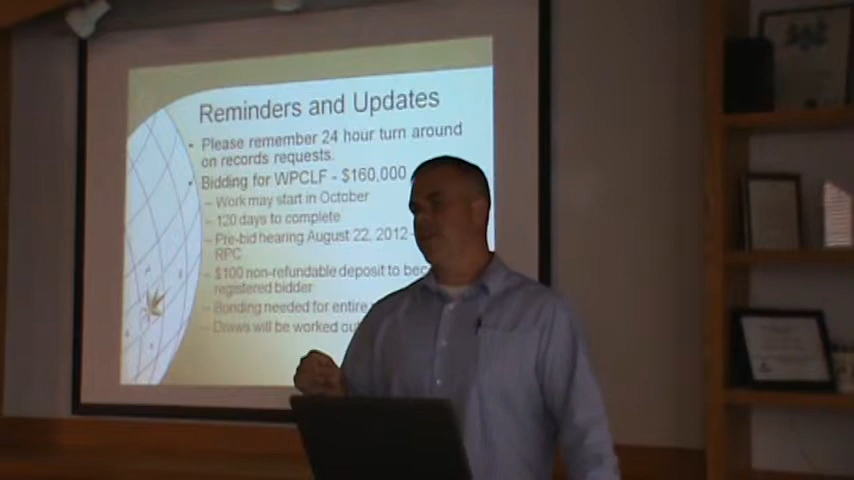 Reminders and Updates
• Please remember 24 hour turn around
on records requests.
• Bidding for WPCLF - $160,000
– Work may start in October
– 120 days to complete
– Pre-bid hearing August 22, 2012-
RPC
– $100 non-refundable deposit to bec
registered bidder
– Bonding needed for entire
– Draws will be worked ou